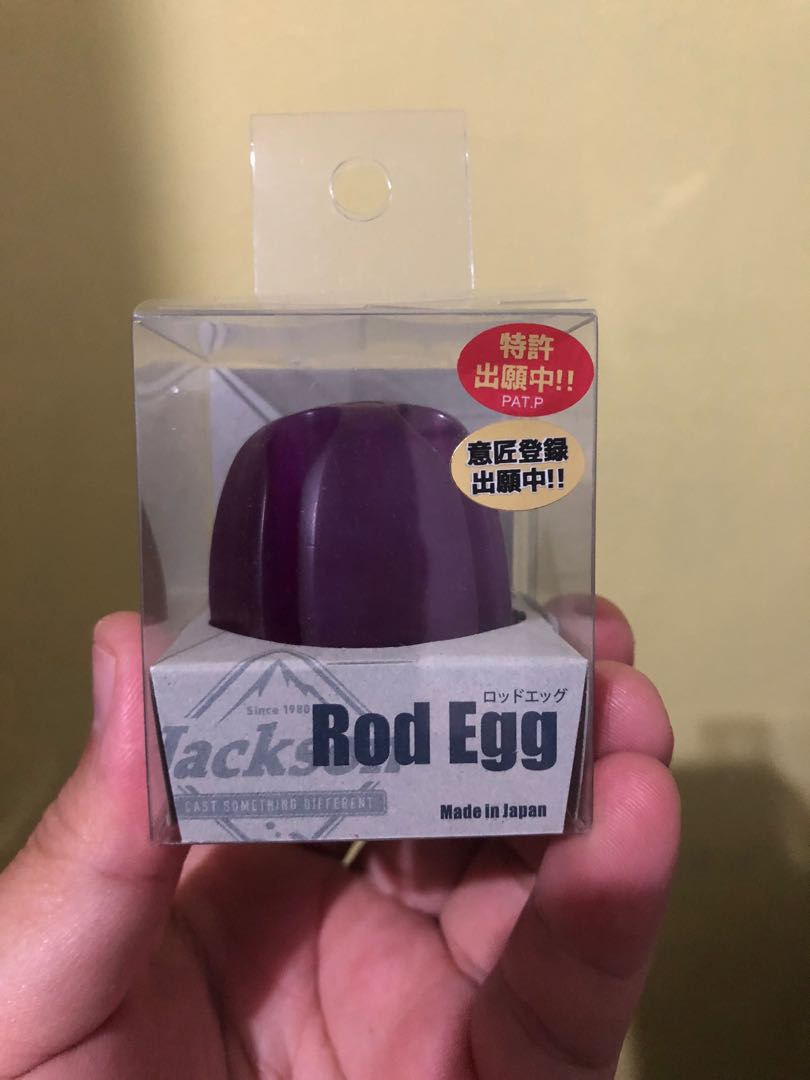 特許
出願中!!
PAT.P
意匠登録
出願中!!
Since 1980
Jackson
CAST SOMETHING DIFFERENT
ロッドエッグ
Rod Egg
Made in Japan